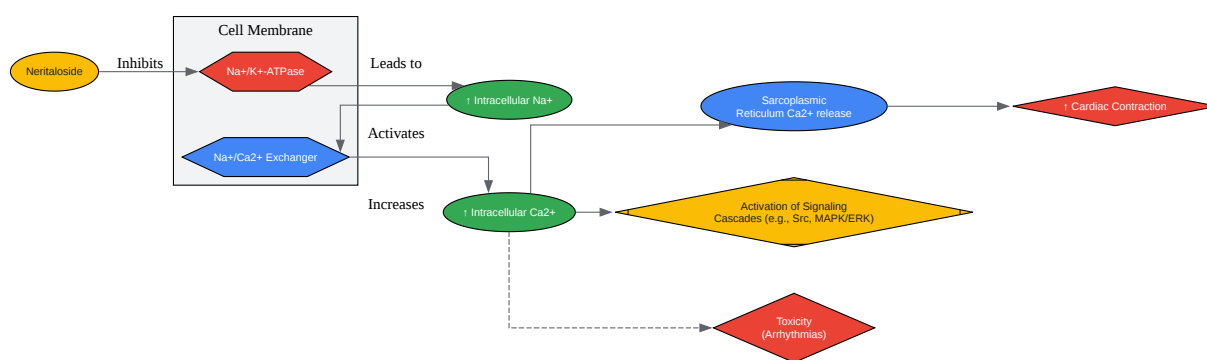 Cell Membrane
Neritaloside
Inhibits
Na+/K+-ATPase
Leads to
↑ Intracellular Na+
Sarcoplasmic
Reticulum Ca2+ release
↑ Cardiac Contraction
Activates
Na+/Ca2+ Exchanger
Increases
↑ Intracellular Ca2+
Activation of Signaling
Cascades (e.g., Src, MAPK/ERK)
Toxicity
(Arrhythmias)